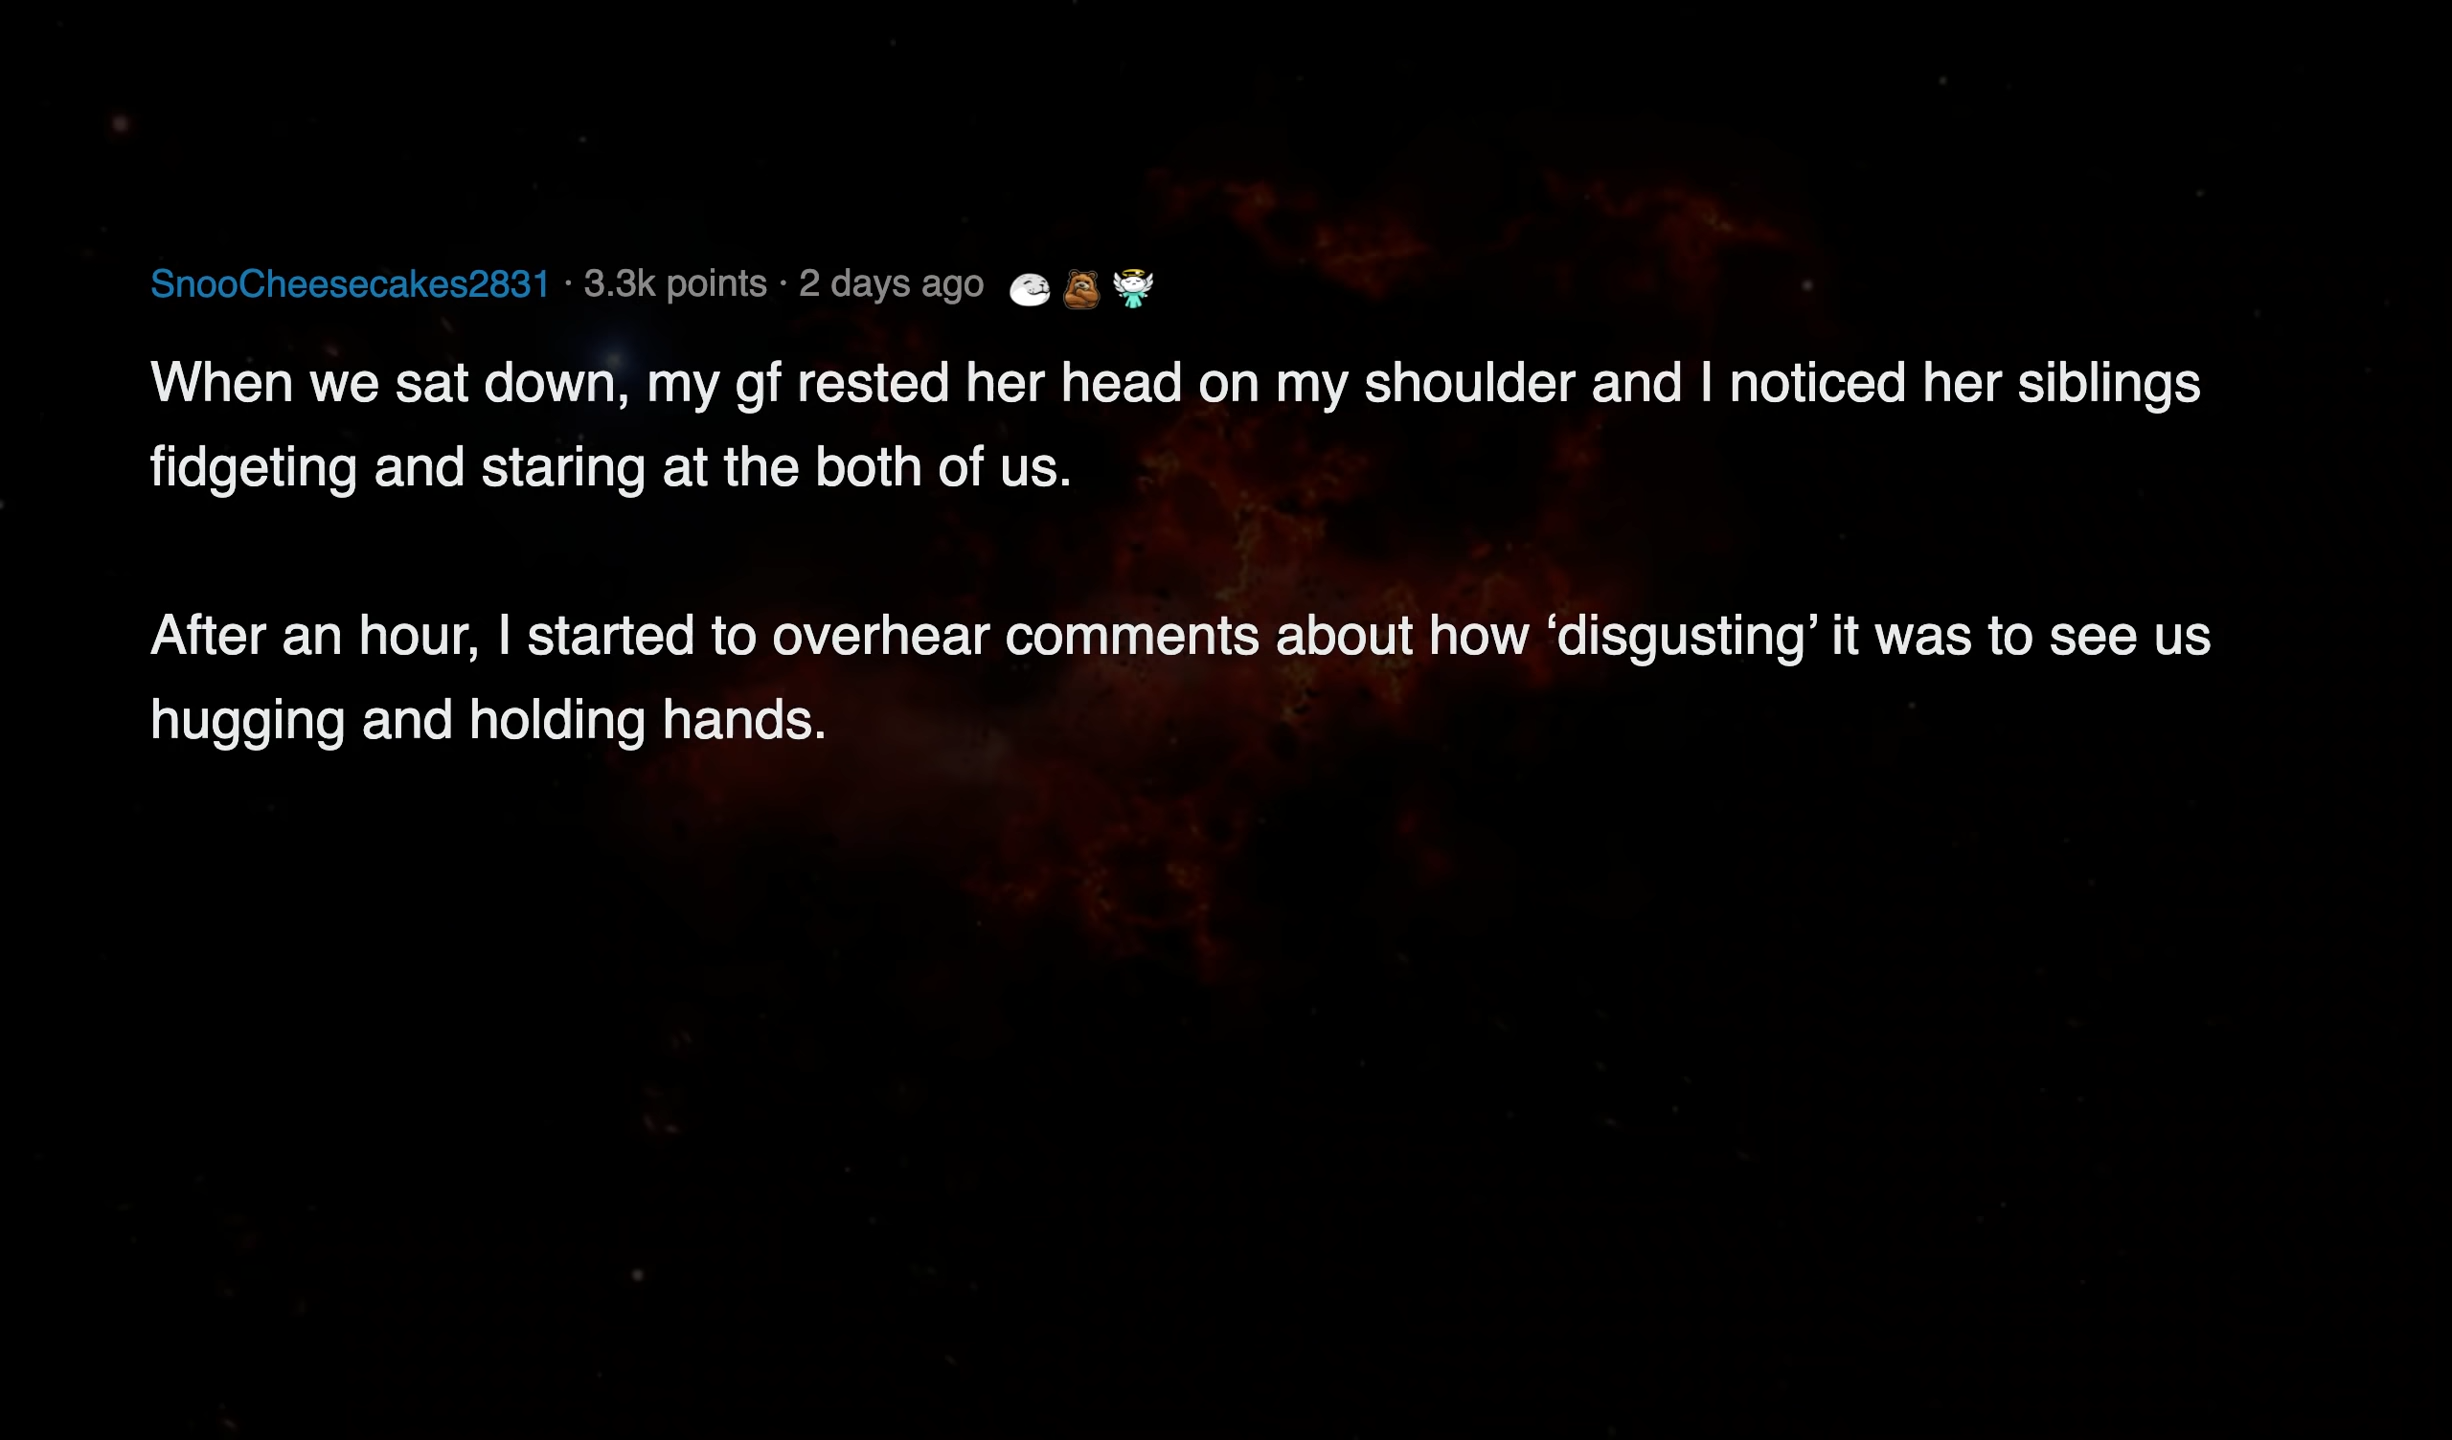 SnooCheesecakes2831 · 3.3k points · 2 days ago
When we sat down, my gf rested her head on my shoulder and I noticed her siblings
fidgeting and staring at the both of us.
After an hour, I started to overhear comments about how ‘disgusting’ it was to see us
hugging and holding hands.